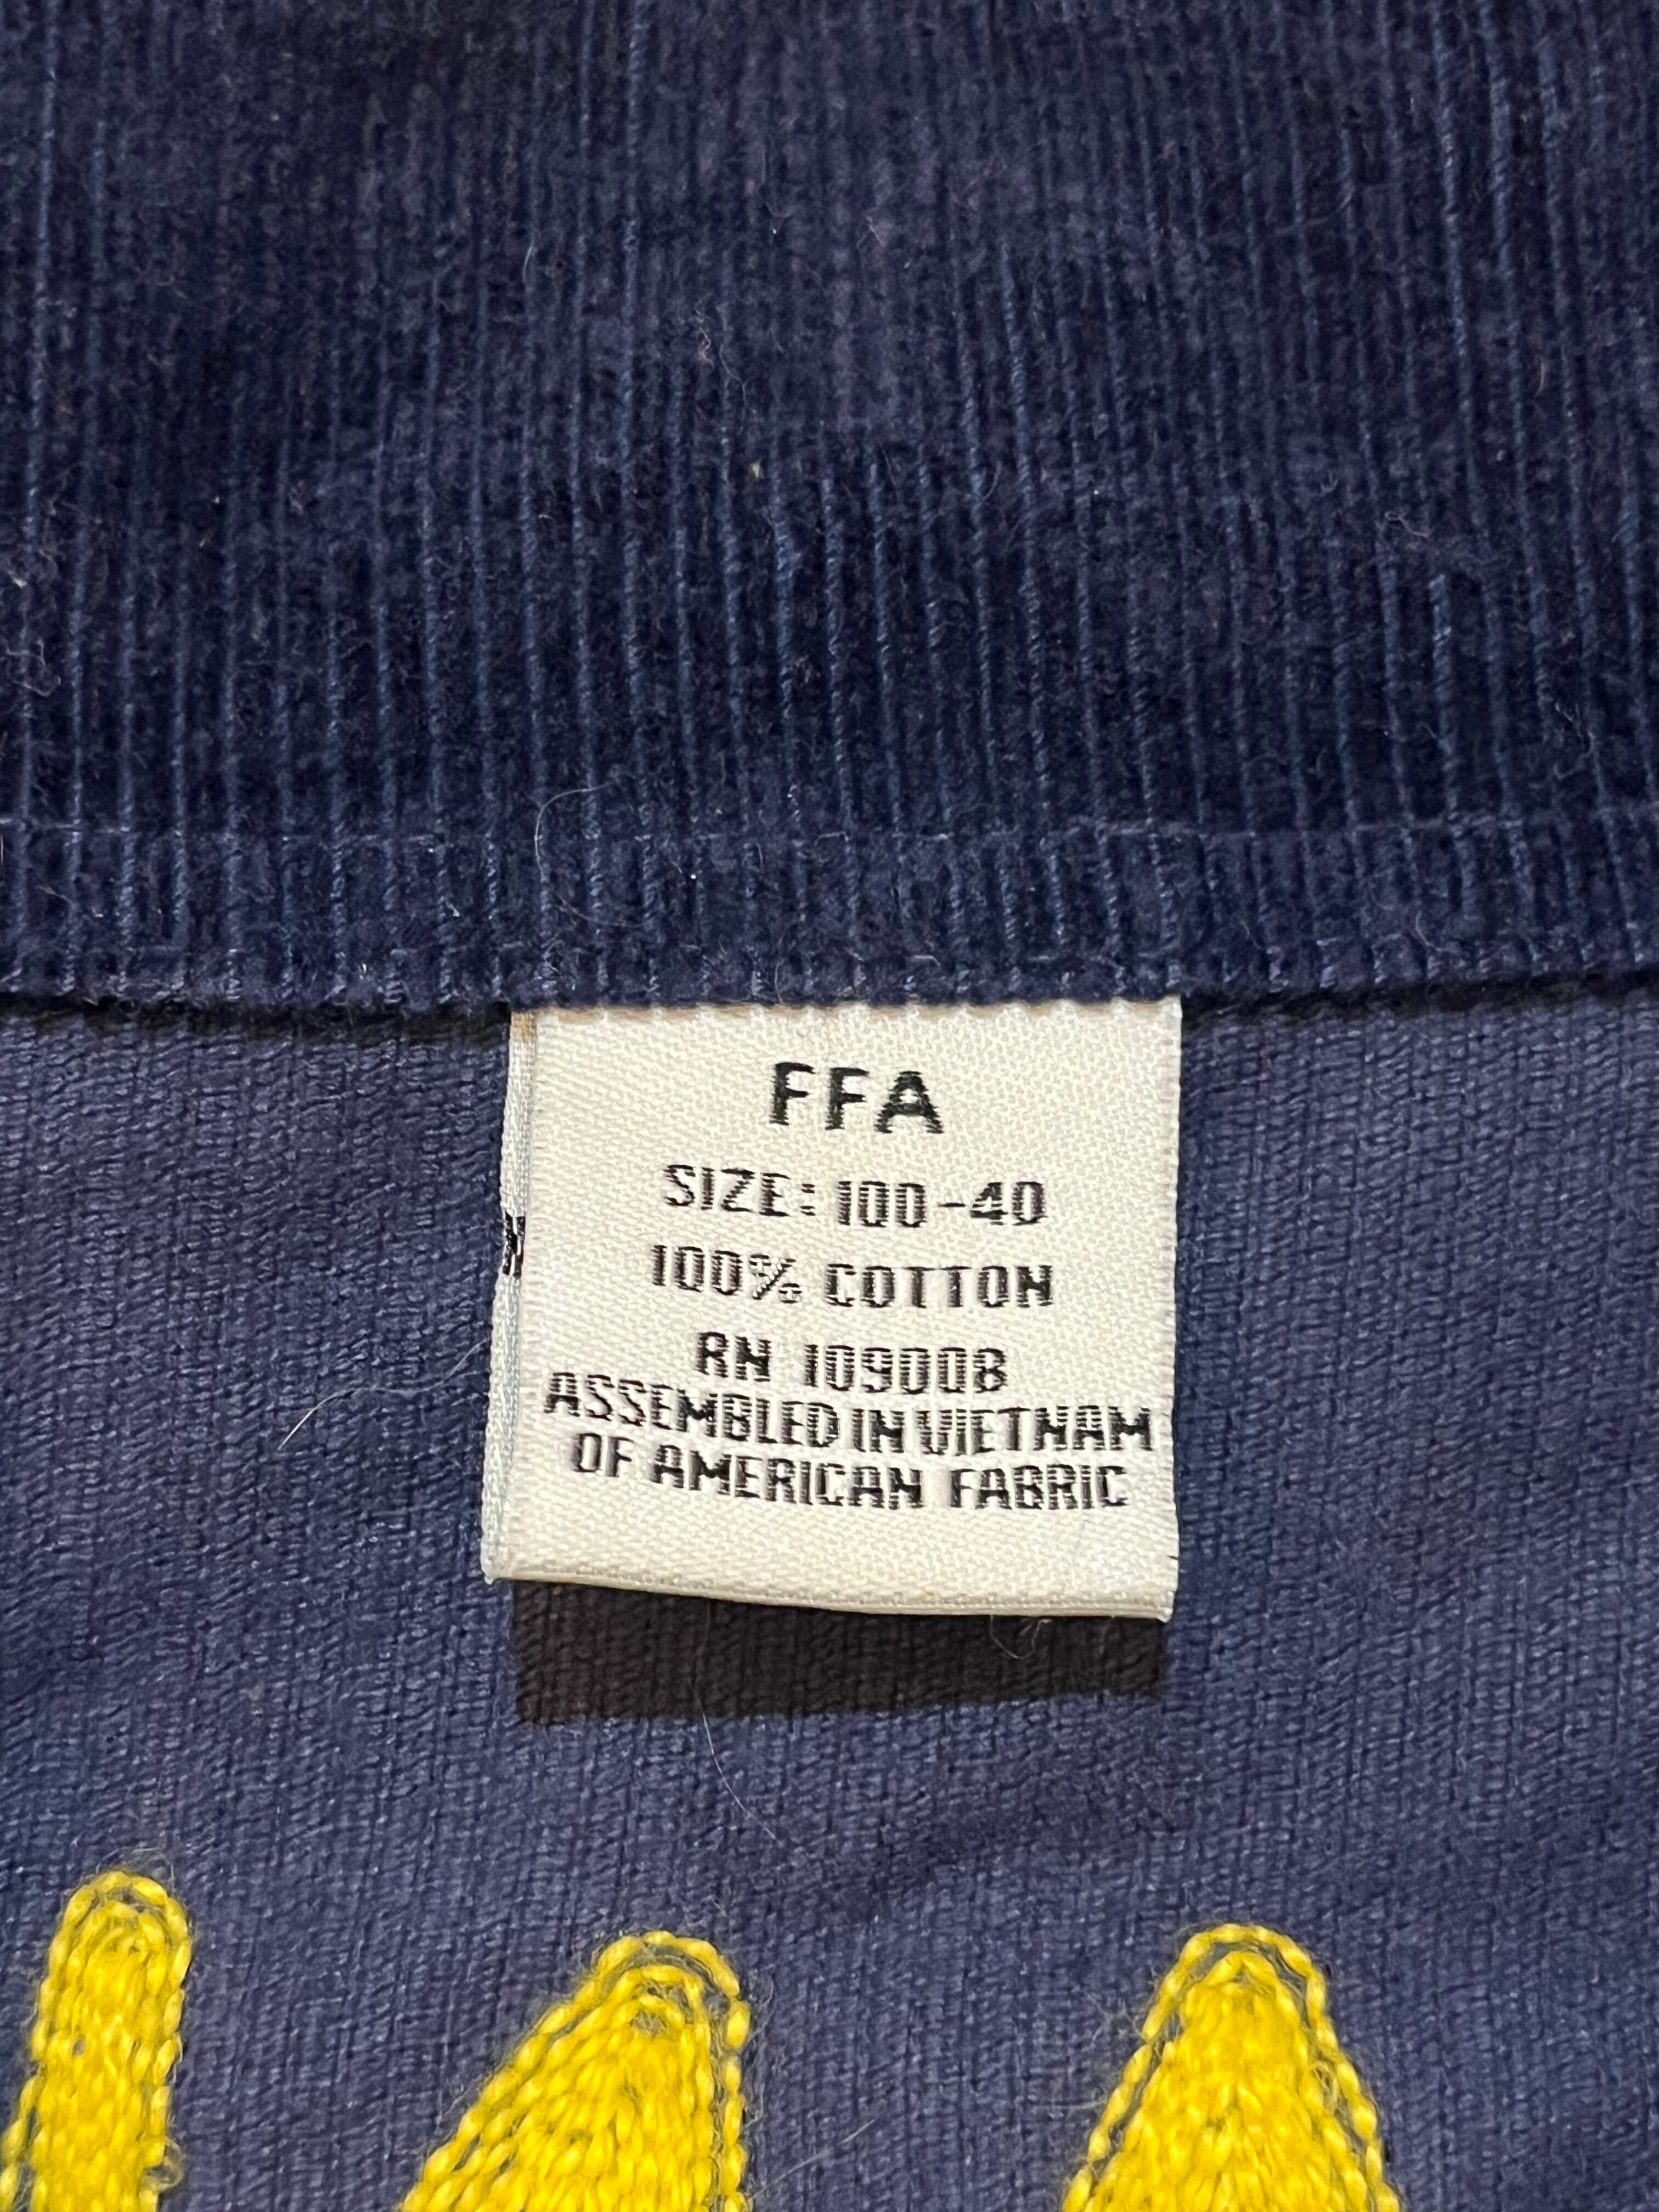 FFA
SIZE: 100-40
100% COTTON
RN 109008
ASSEMBLED IN VIETNAM
OF AMERICAN FABRIC